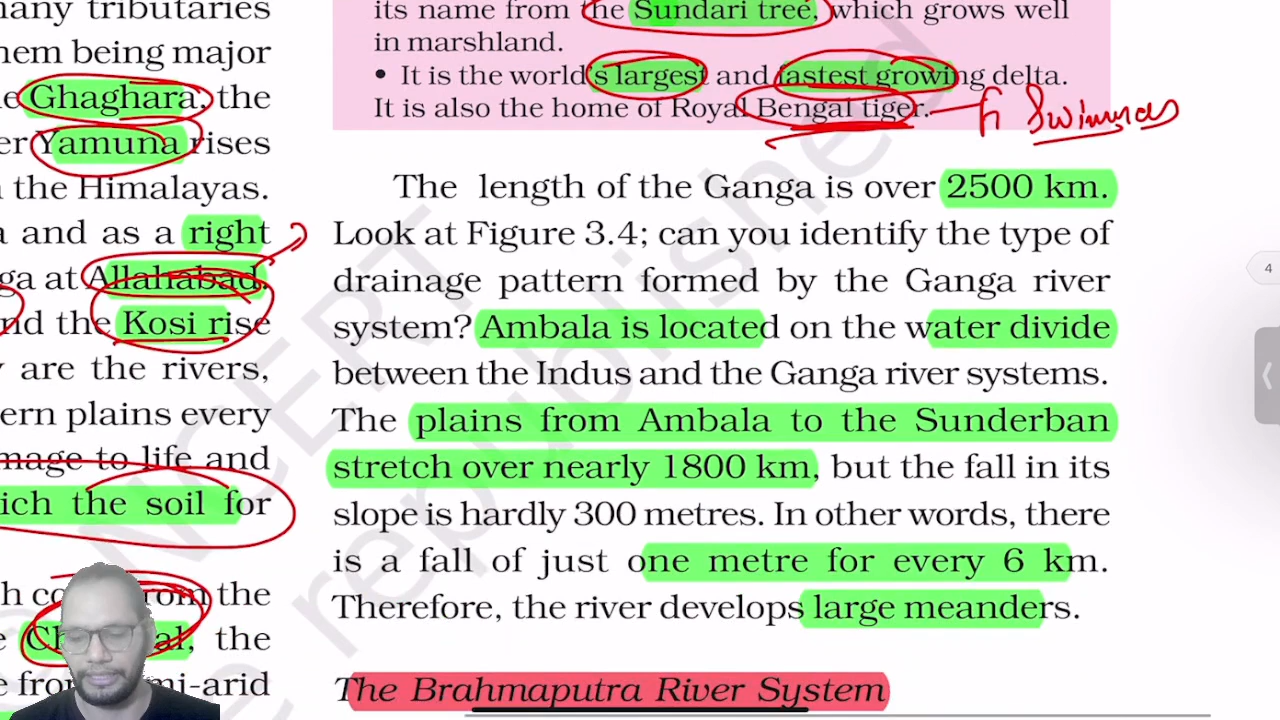 many tributaries
hem being major
Ghaghara, the
er Yamuna rises
the Himalayas.
a and as a right
ga at Allahabad.
nd the Kosi rise
y are the rivers,
ern plains every
mage to life and
ich the soil for
from the
the
mi-arid
its name from the Sundari tree, which grows well
in marshland.
• It is the world's largest and fastest growing delta.
It is also the home of Royal Bengal tiger.
Swimmers
The length of the Ganga is over 2500 km.
Look at Figure 3.4; can you identify the type of
drainage pattern formed by the Ganga river
system? Ambala is located on the water divide
between the Indus and the Ganga river systems.
The plains from Ambala to the Sunderban
stretch over nearly 1800 km, but the fall in its
slope is hardly 300 metres. In other words, there
is a fall of just one metre for every 6 km.
Therefore, the river develops large meanders.
The Brahmaputra River System
4
NCERT
republished